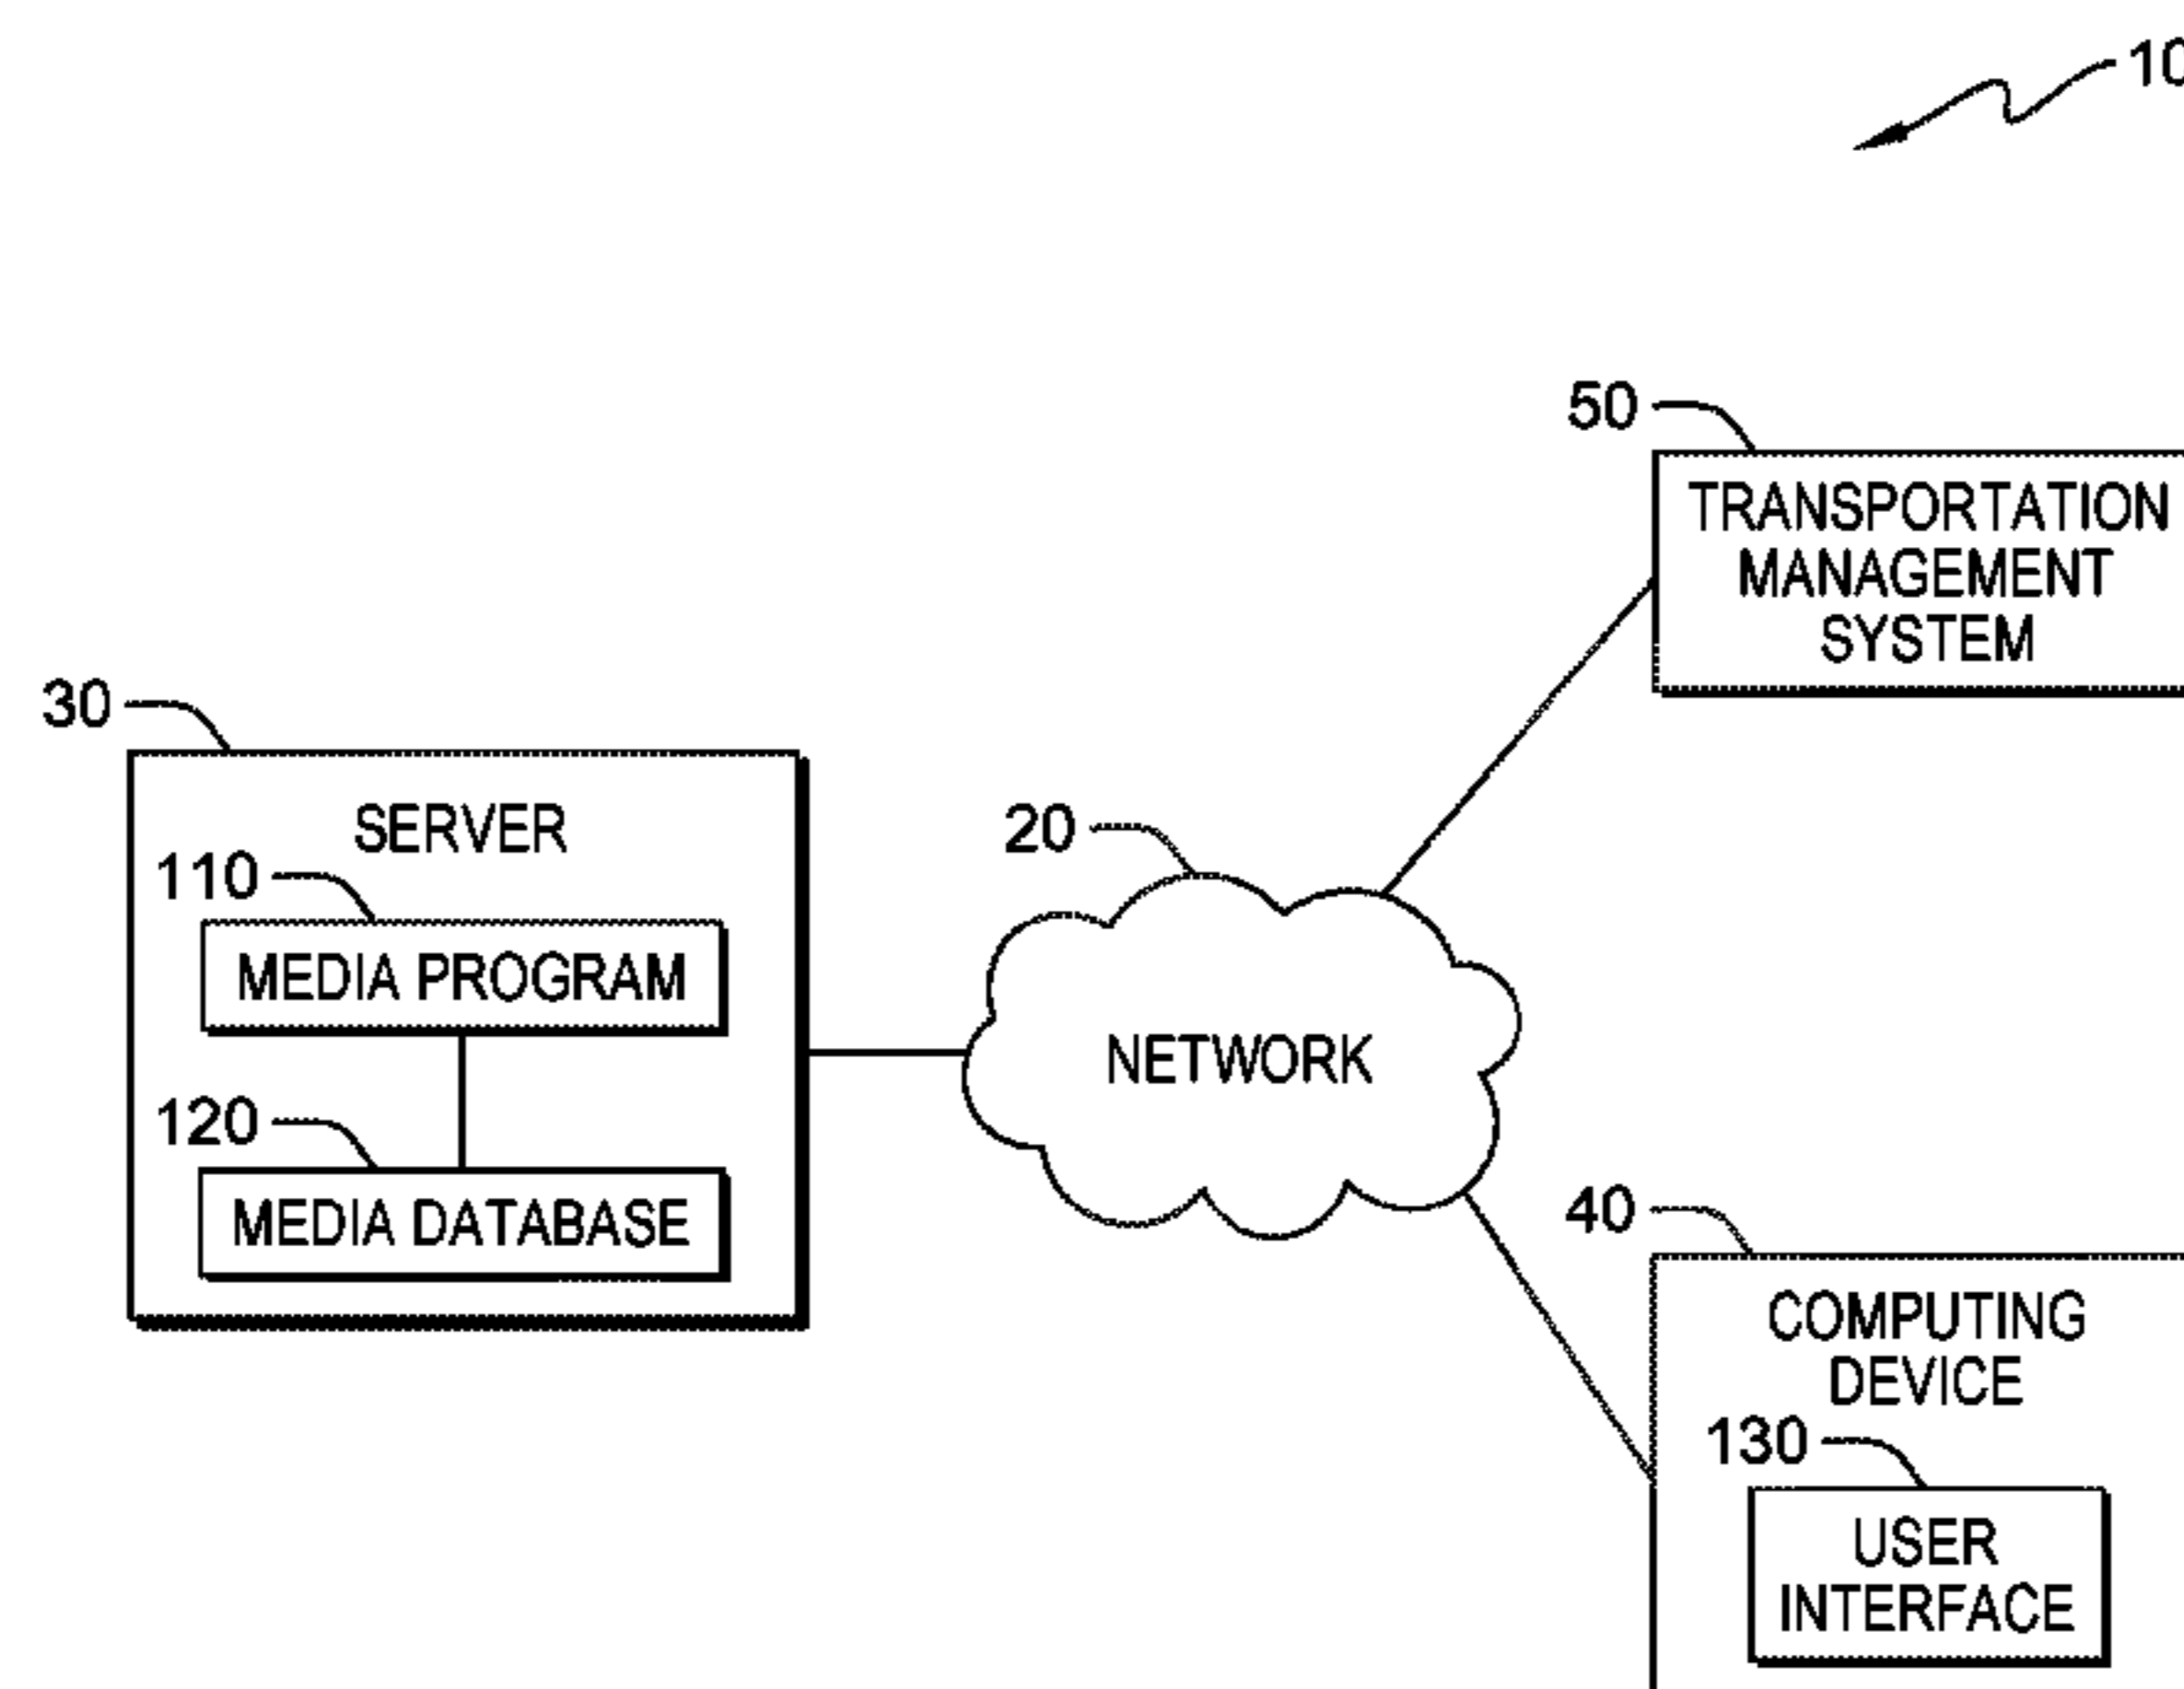 10
50
TRANSPORTATION
MANAGEMENT
SYSTEM
30
SERVER
110
MEDIA PROGRAM
120
MEDIA DATABASE
20
NETWORK
40
COMPUTING
DEVICE
130
USER
INTERFACE